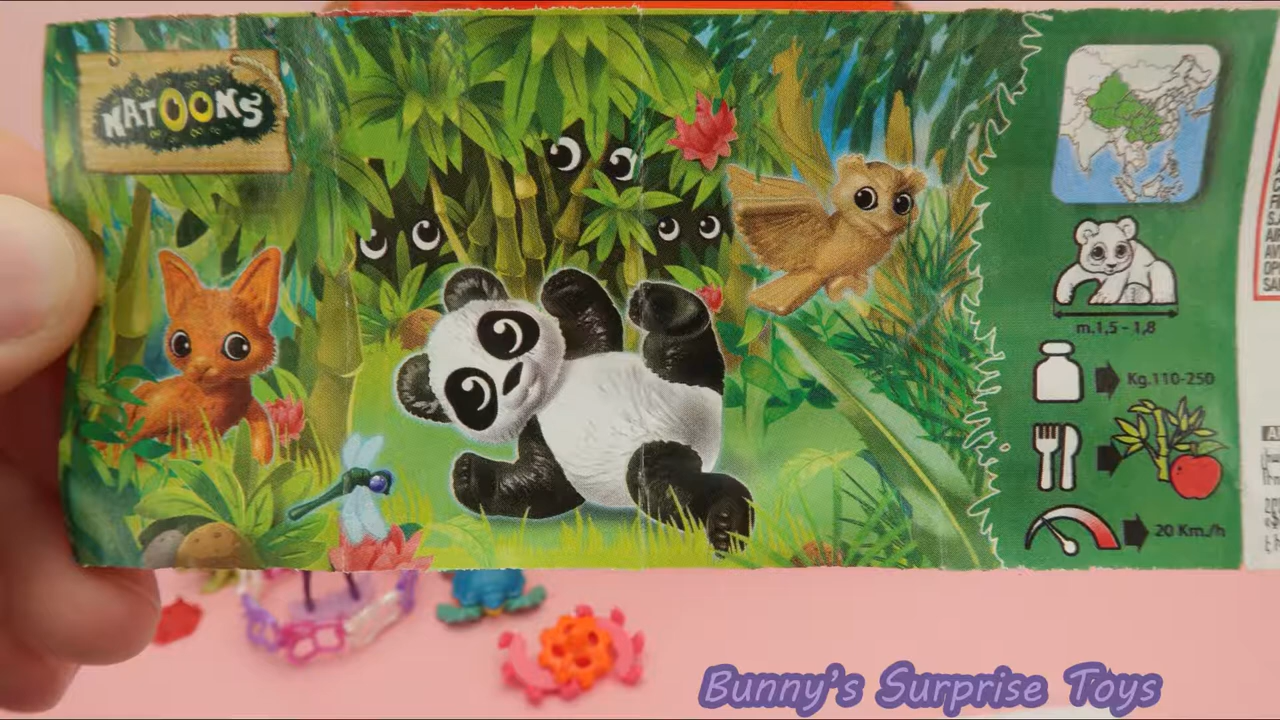 NATOONS
m.1,5 - 1,8
Kg.110-250
20 Km./h
Bunny's Surprise Toys